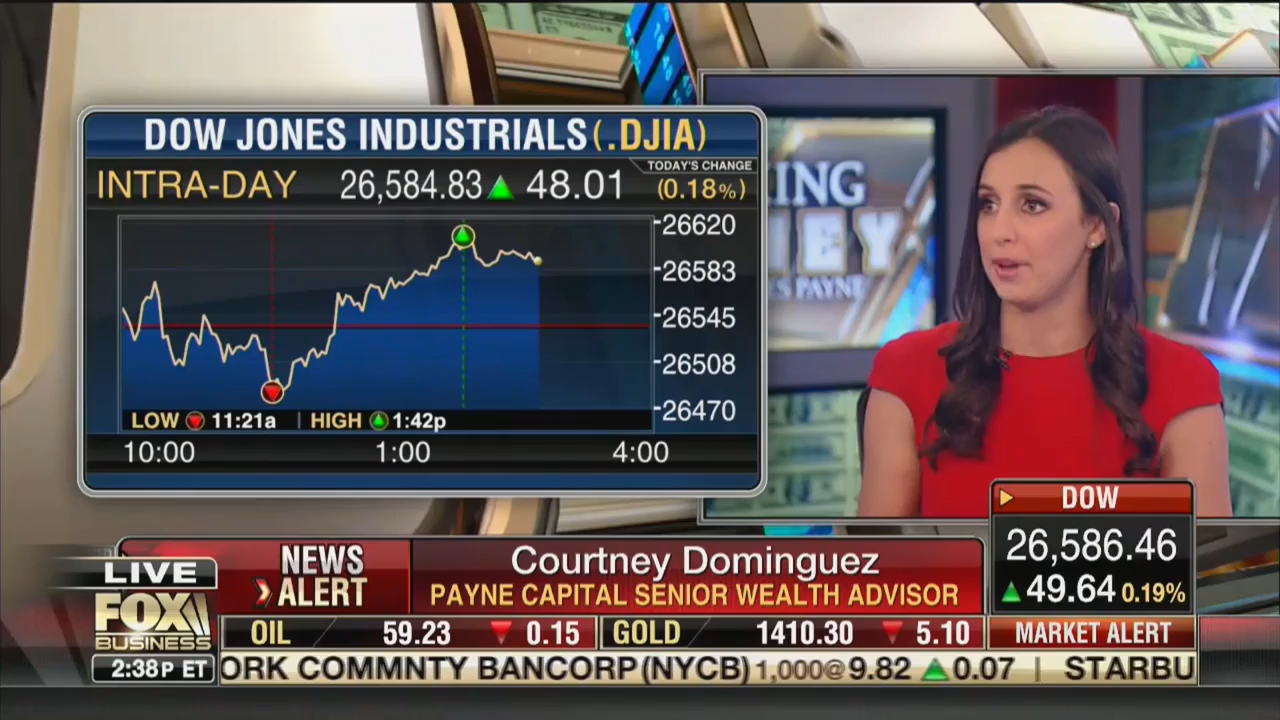 DOW JONES INDUSTRIALS(.DJIA)
TODAY'S CHANGE
INTRA-DAY 26,584.83 48.01 (0.18%)
26620
26583
26545
26508
26470
LOW 11:21a | HIGH 1:42p
10:00 1:00 4:00
PAYNE
DOW
26,586.46
49.64 0.19%
MARKET ALERT
NEWS
ALERT
Courtney Dominguez
PAYNE CAPITAL SENIOR WEALTH ADVISOR
LIVE
FOX
BUSINESS
2:38P ET
OIL 59.23 0.15 GOLD 1410.30 5.10
ORK COMMNTY BANCORP(NYCB) 1,000@9.82 0.07 | STARBU